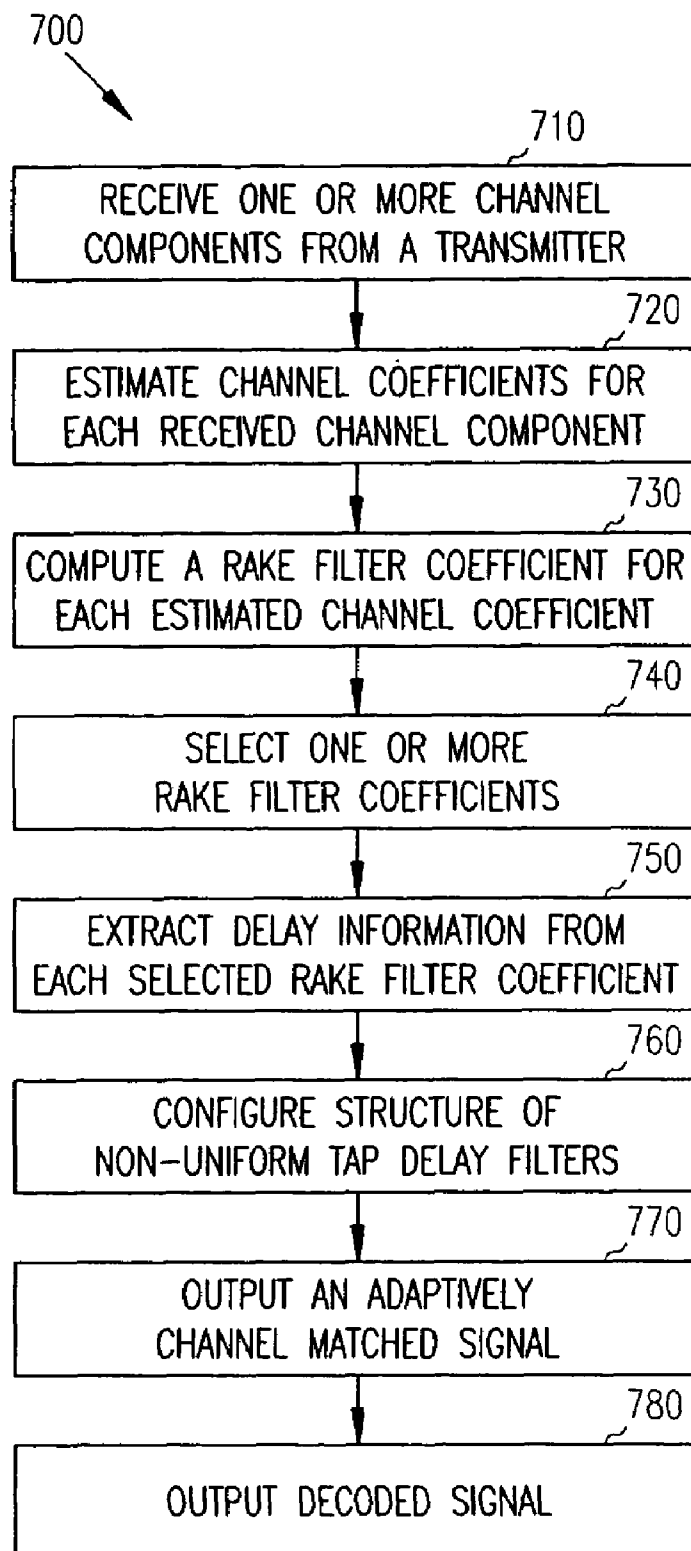 700
710
RECEIVE ONE OR MORE CHANNEL
COMPONENTS FROM A TRANSMITTER
720
ESTIMATE CHANNEL COEFFICIENTS FOR
EACH RECEIVED CHANNEL COMPONENT
730
COMPUTE A RAKE FILTER COEFFICIENT FOR
EACH ESTIMATED CHANNEL COEFFICIENT
740
SELECT ONE OR MORE
RAKE FILTER COEFFICIENTS
750
EXTRACT DELAY INFORMATION FROM
EACH SELECTED RAKE FILTER COEFFICIENT
760
CONFIGURE STRUCTURE OF
NON-UNIFORM TAP DELAY FILTERS
770
OUTPUT AN ADAPTIVELY
CHANNEL MATCHED SIGNAL
780
OUTPUT DECODED SIGNAL